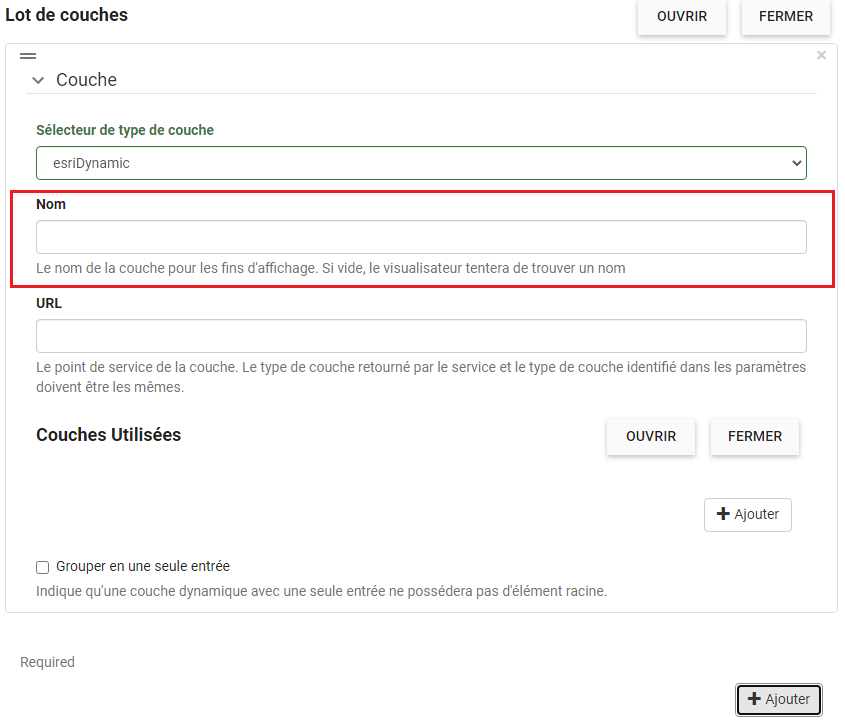 Lot de couches
OUVRIR
FERMER
×
Couche
Sélecteur de type de couche
esriDynamic
Nom
Le nom de la couche pour les fins d'affichage. Si vide, le visualisateur tentera de trouver un nom
URL
Le point de service de la couche. Le type de couche retourné par le service et le type de couche identifié dans les paramètres
doivent être les mêmes.
Couches Utilisées
OUVRIR
FERMER
Ajouter
Grouper en une seule entrée
Indique qu'une couche dynamique avec une seule entrée ne possédera pas d'élément racine.
Required
Ajouter